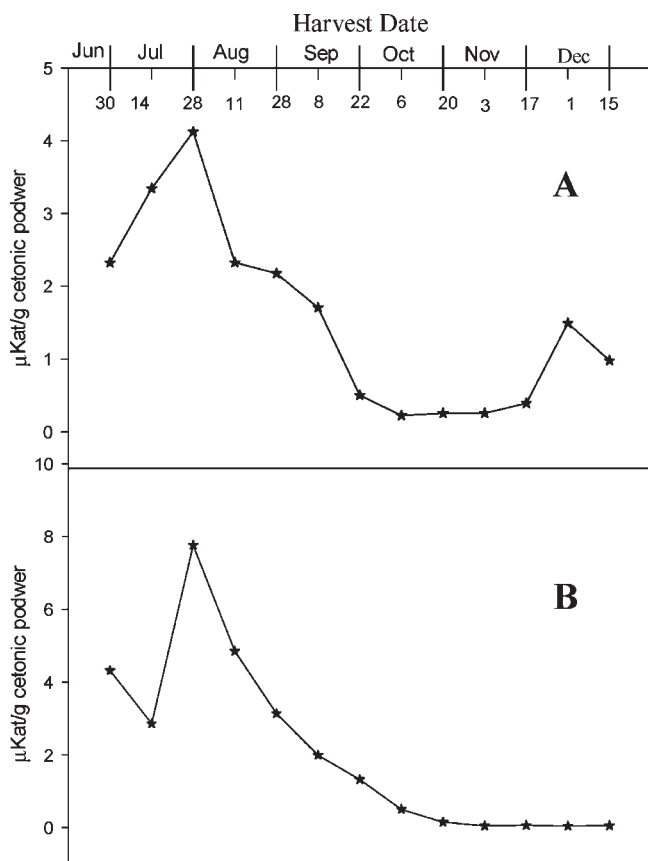 Harvest Date
Jun Jul Aug Sep Oct Nov Dec
30 14 28 11 28 8 22 6 20 3 17 1 15
5
4
3
2
1
0
µKat/g cetonic podwer
A
10
8
6
4
2
0
µKat/g cetonic podwer
B